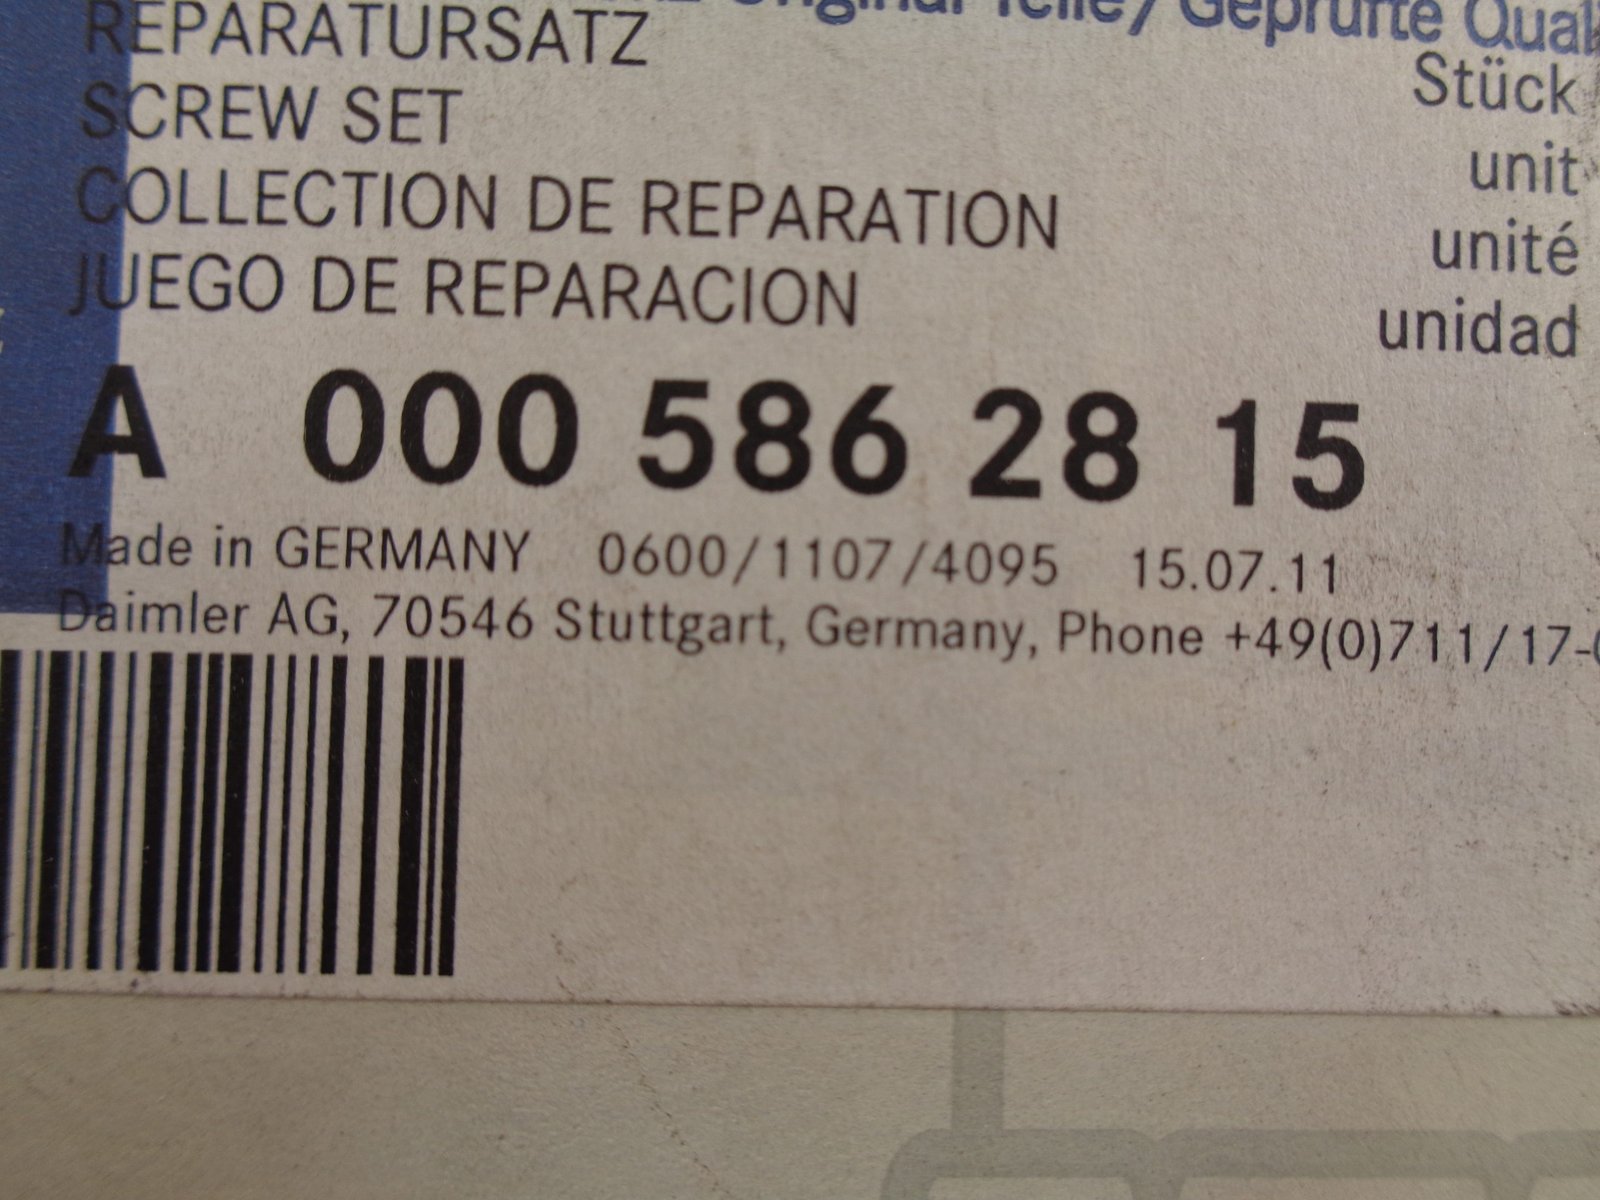 Original Teile/Geprüfte
REPARATURSATZ Stück
SCREW SET unit
COLLECTION DE REPARATION unité
JUEGO DE REPARACION unidad
A 000 586 28 15
Made in GERMANY 0600/1107/4095 15.07.11
Daimler AG, 70546 Stuttgart, Germany, Phone +49(0)711/17-